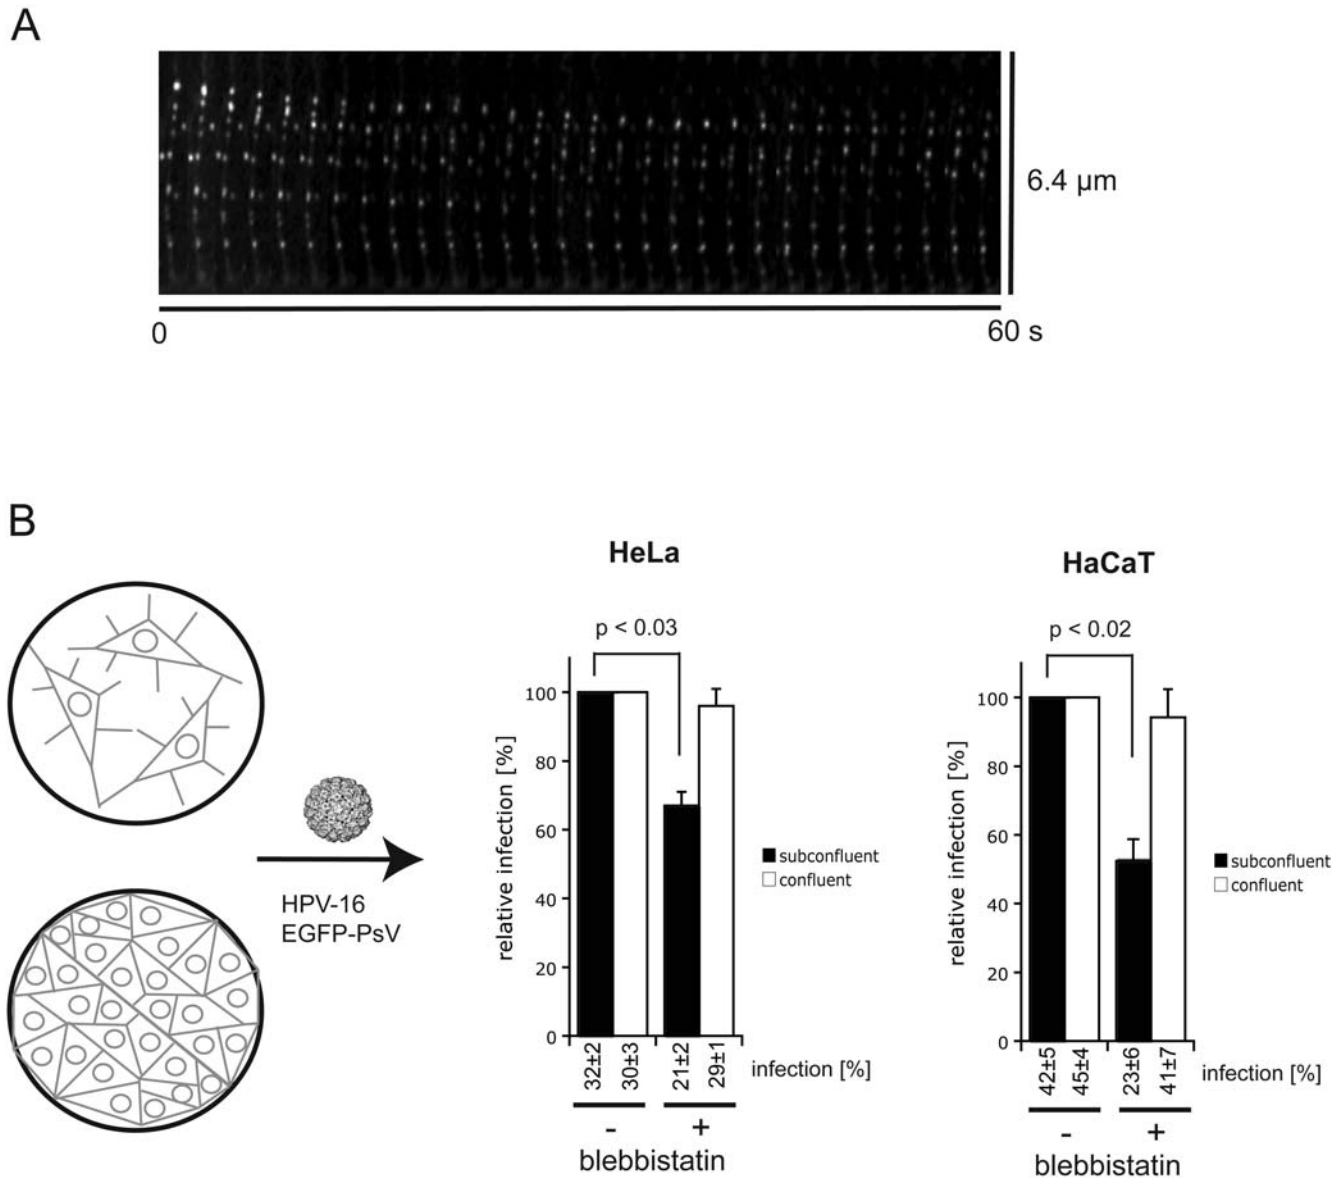 A
6.4 µm
0
60 s
B
HPV-16
EGFP-PsV
HeLa
p < 0.03
relative infection [%]
100
80
60
40
20
0
subconfluent
confluent
32±2
30±3
21±2
29±1
infection [%]
-
+
blebbistatin
HaCaT
p < 0.02
relative infection [%]
100
80
60
40
20
0
subconfluent
confluent
42±5
45±4
23±6
41±7
infection [%]
-
+
blebbistatin